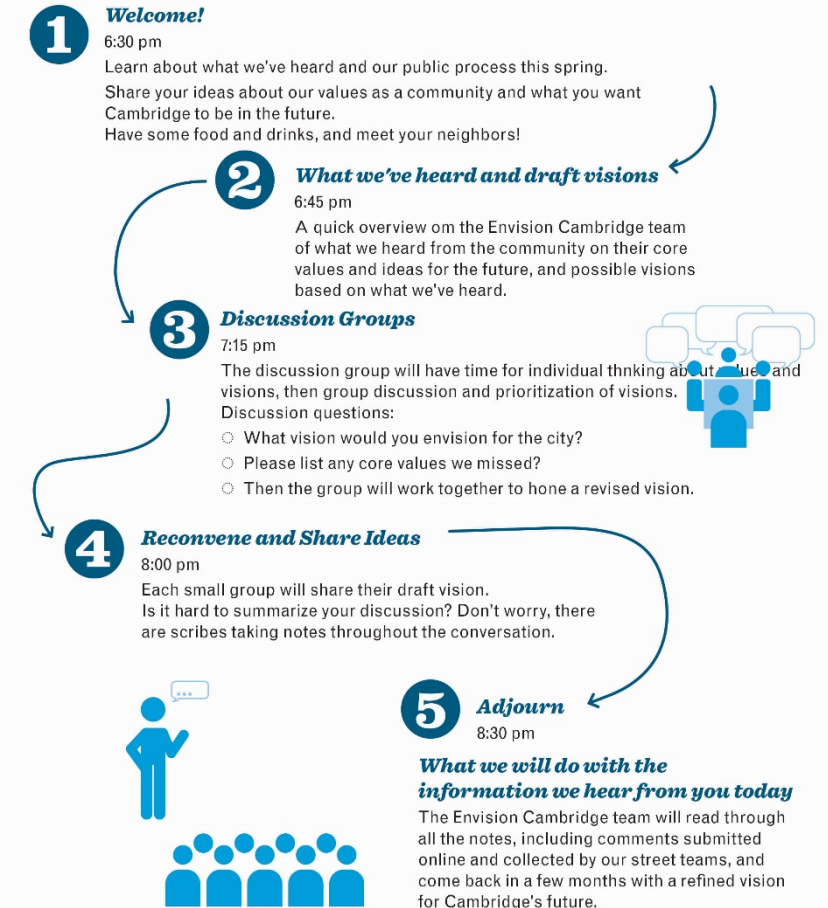 1
Welcome!
6:30 pm
Learn about what we've heard and our public process this spring.
Share your ideas about our values as a community and what you want
Cambridge to be in the future.
Have some food and drinks, and meet your neighbors!
2
What we've heard and draft visions
6:45 pm
A quick overview om the Envision Cambridge team
of what we heard from the community on their core
values and ideas for the future, and possible visions
based on what we've heard.
3
Discussion Groups
7:15 pm
The discussion group will have time for individual thnking and
visions, then group discussion and prioritization of visions.
Discussion questions:
What vision would you envision for the city?
Please list any core values we missed?
Then the group will work together to hone a revised vision.
4
Reconvene and Share Ideas
8:00 pm
Each small group will share their draft vision.
Is it hard to summarize your discussion? Don't worry, there
are scribes taking notes throughout the conversation.
...
5
Adjourn
8:30 pm
What we will do with the
information we hear from you today
The Envision Cambridge team will read through
all the notes, including comments submitted
online and collected by our street teams, and
come back in a few months with a refined vision
for Cambridge's future.